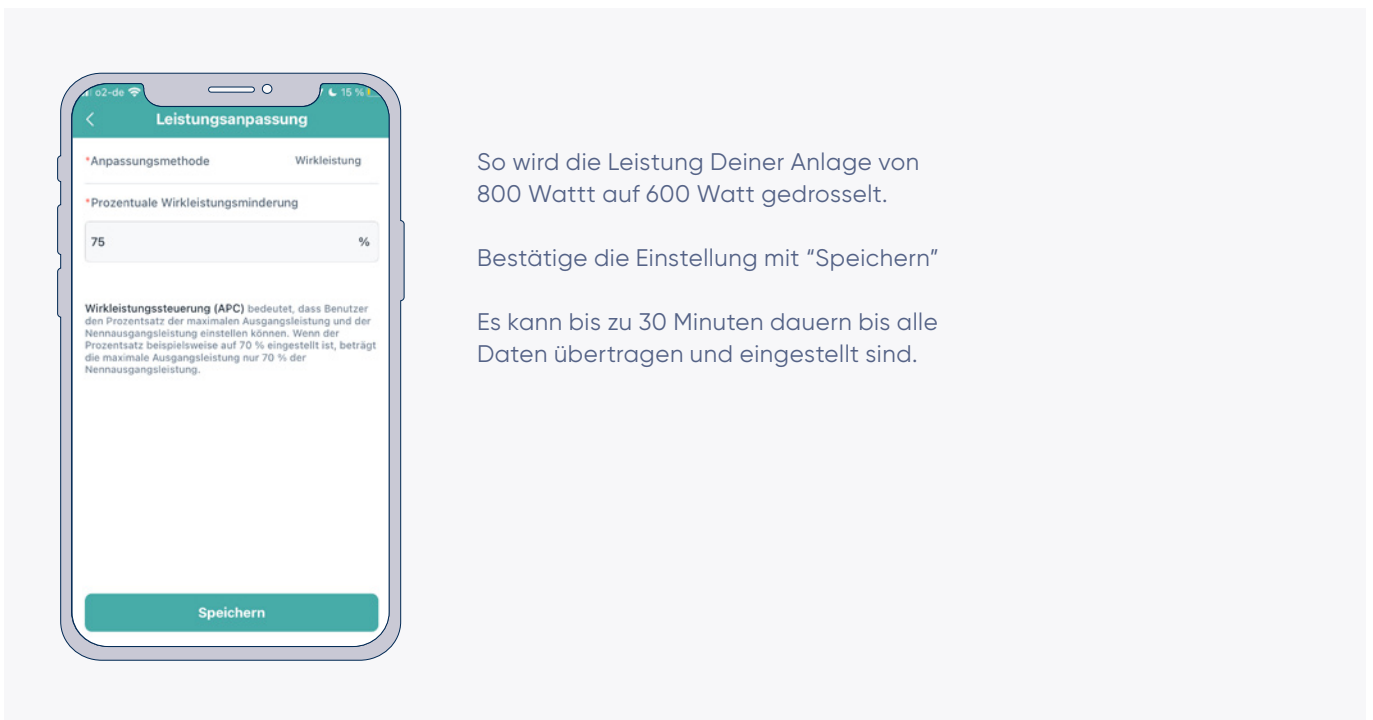 o2-de
15 %
Leistungsanpassung
*Anpassungsmethode Wirkleistung
*Prozentuale Wirkleistungsminderung
75 %
Wirkleistungssteuerung (APC) bedeutet, dass Benutzer
den Prozentsatz der maximalen Ausgangsleistung und der
Nennausgangsleistung einstellen können. Wenn der
Prozentsatz beispielsweise auf 70 % eingestellt ist, beträgt
die maximale Ausgangsleistung nur 70 % der
Nennausgangsleistung.
Speichern
So wird die Leistung Deiner Anlage von
800 Wattt auf 600 Watt gedrosselt.
Bestätige die Einstellung mit “Speichern”
Es kann bis zu 30 Minuten dauern bis alle
Daten übertragen und eingestellt sind.